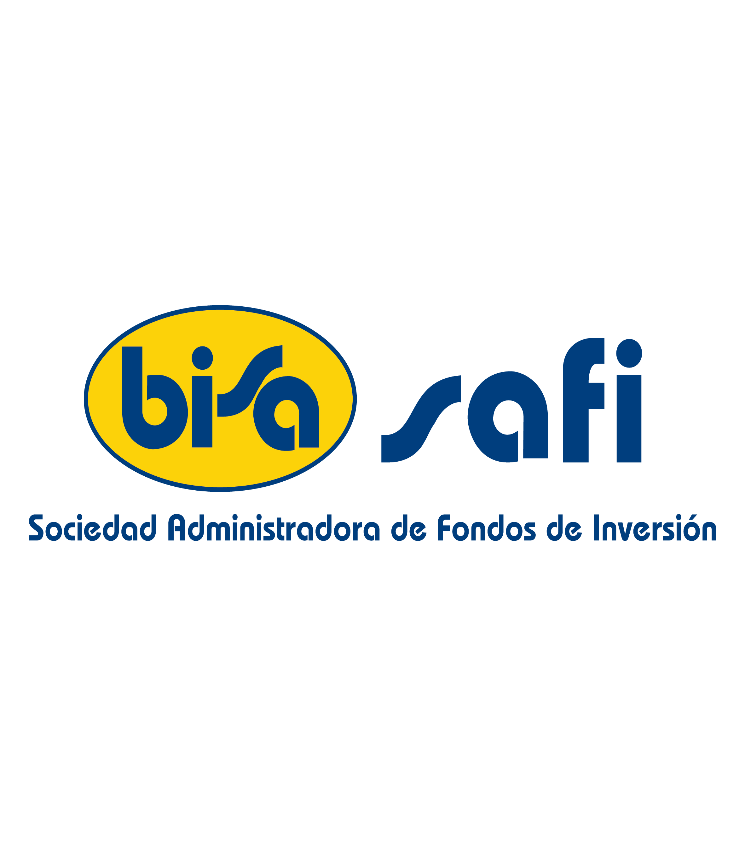 bisa safi
Sociedad Administradora de Fondos de Inversión